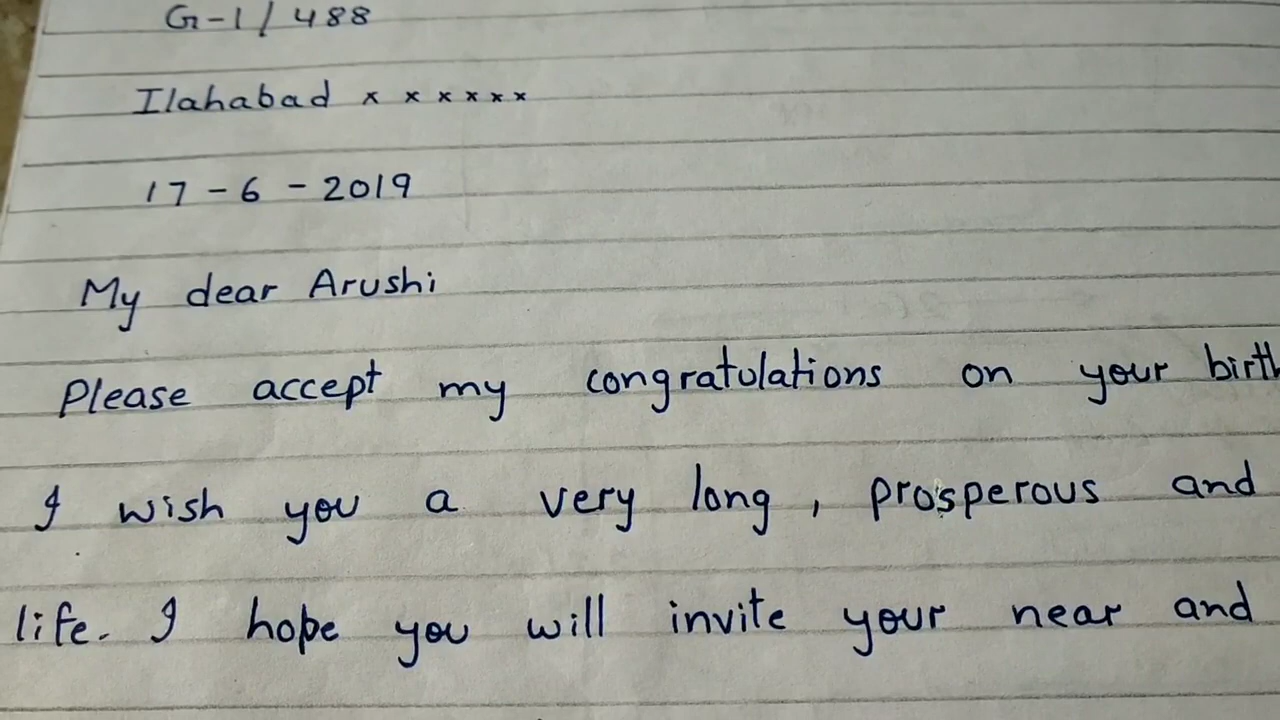 G-1/488
Ilahabad x x x x x x
17-6-2019
My dear Arushi
Please accept my congratulations on your birth
I wish you a very long, prosperous and
life. I hope you will invite your near and